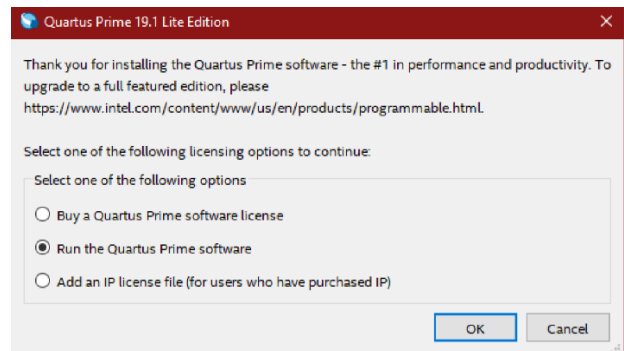 Quartus Prime 19.1 Lite Edition
Thank you for installing the Quartus Prime software - the #1 in performance and productivity. To
upgrade to a full featured edition, please
https://www.intel.com/content/www/us/en/products/programmable.html.
Select one of the following licensing options to continue:
Select one of the following options
Buy a Quartus Prime software license
Run the Quartus Prime software
Add an IP license file (for users who have purchased IP)
OK Cancel